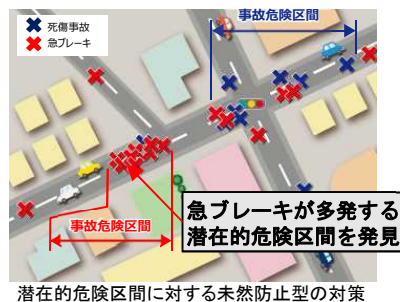 死傷事故
急ブレーキ
事故危険区間
事故危険区間
急ブレーキが多発する
潜在的危険区間を発見
潜在的危険区間に対する未然防止型の対策